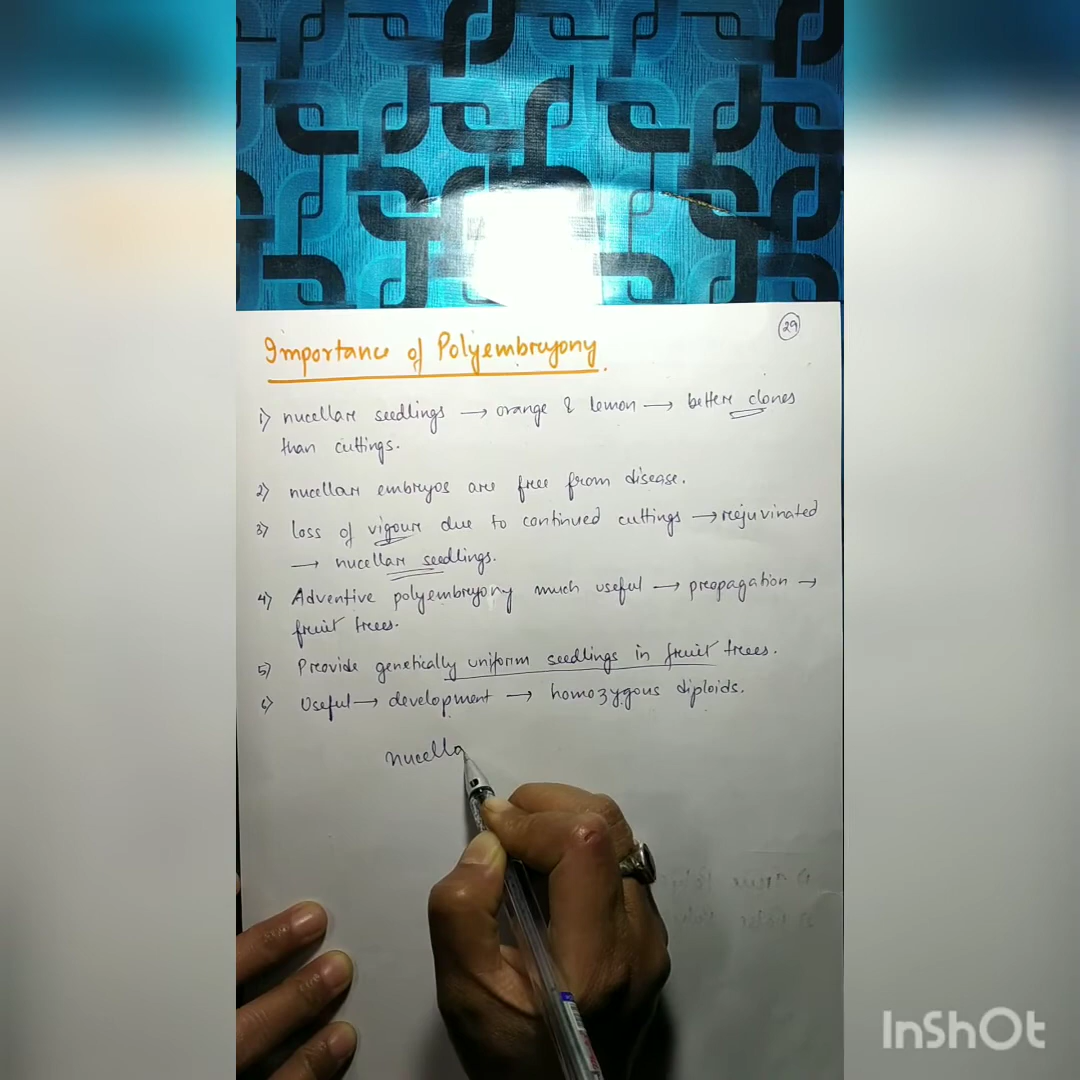 29
Importance of Polyembryony.
1) nucellar seedlings → orange & lemon → better clones
than cuttings.
2) nucellar embryos are free from disease.
3) loss of vigour due to continued cuttings → rejuvinated
→ nucellar seedlings.
4) Adventive polyembryony much useful → propagation →
fruit trees.
5) Provide genetically uniform seedlings in fruit trees.
6) Useful → development → homozygous diploids.
nucella
InShOt